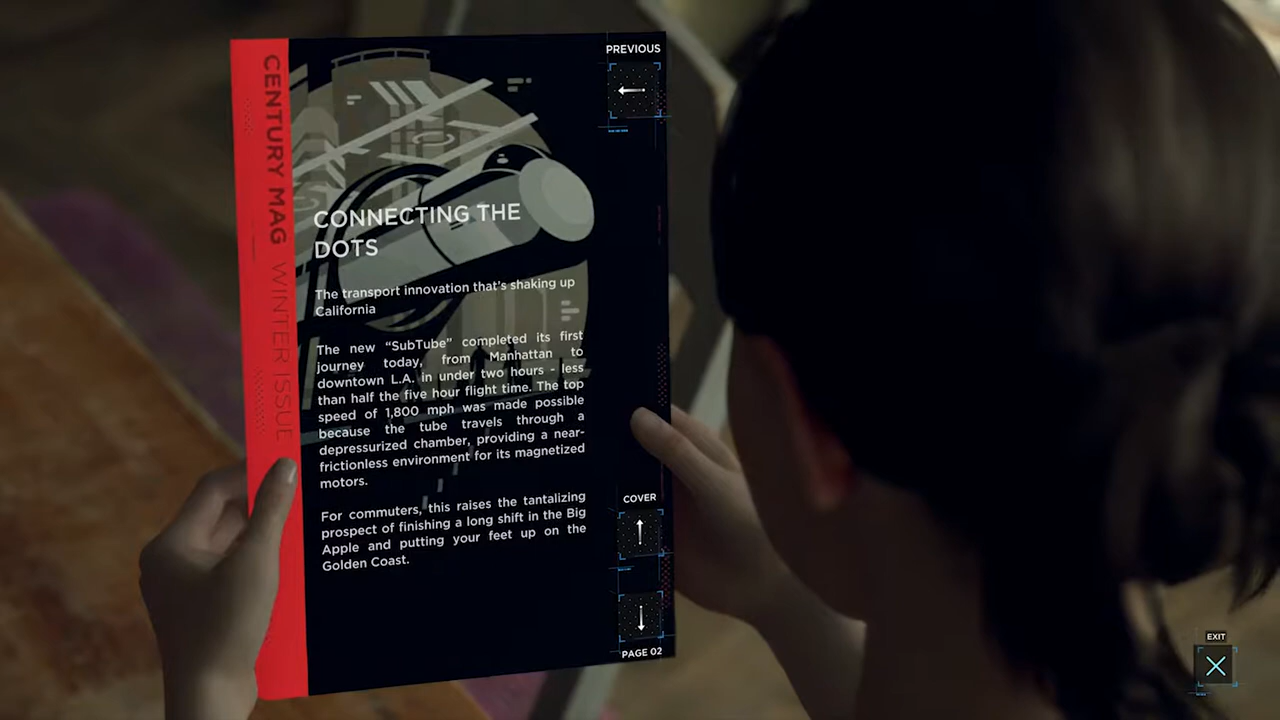 CENTURY MAG WINTER ISSUE
PREVIOUS
CONNECTING THE
DOTS
The transport innovation that's shaking up
California
The new “SubTube” completed its first
journey today, from Manhattan to
downtown L.A. in under two hours - less
than half the five hour flight time. The top
speed of 1,800 mph was made possible
because the tube travels through a
depressurized chamber, providing a near-
frictionless environment for its magnetized
motors.
For commuters, this raises the tantalizing
prospect of finishing a long shift in the Big
Apple and putting your feet up on the
Golden Coast.
COVER
PAGE 02
EXIT